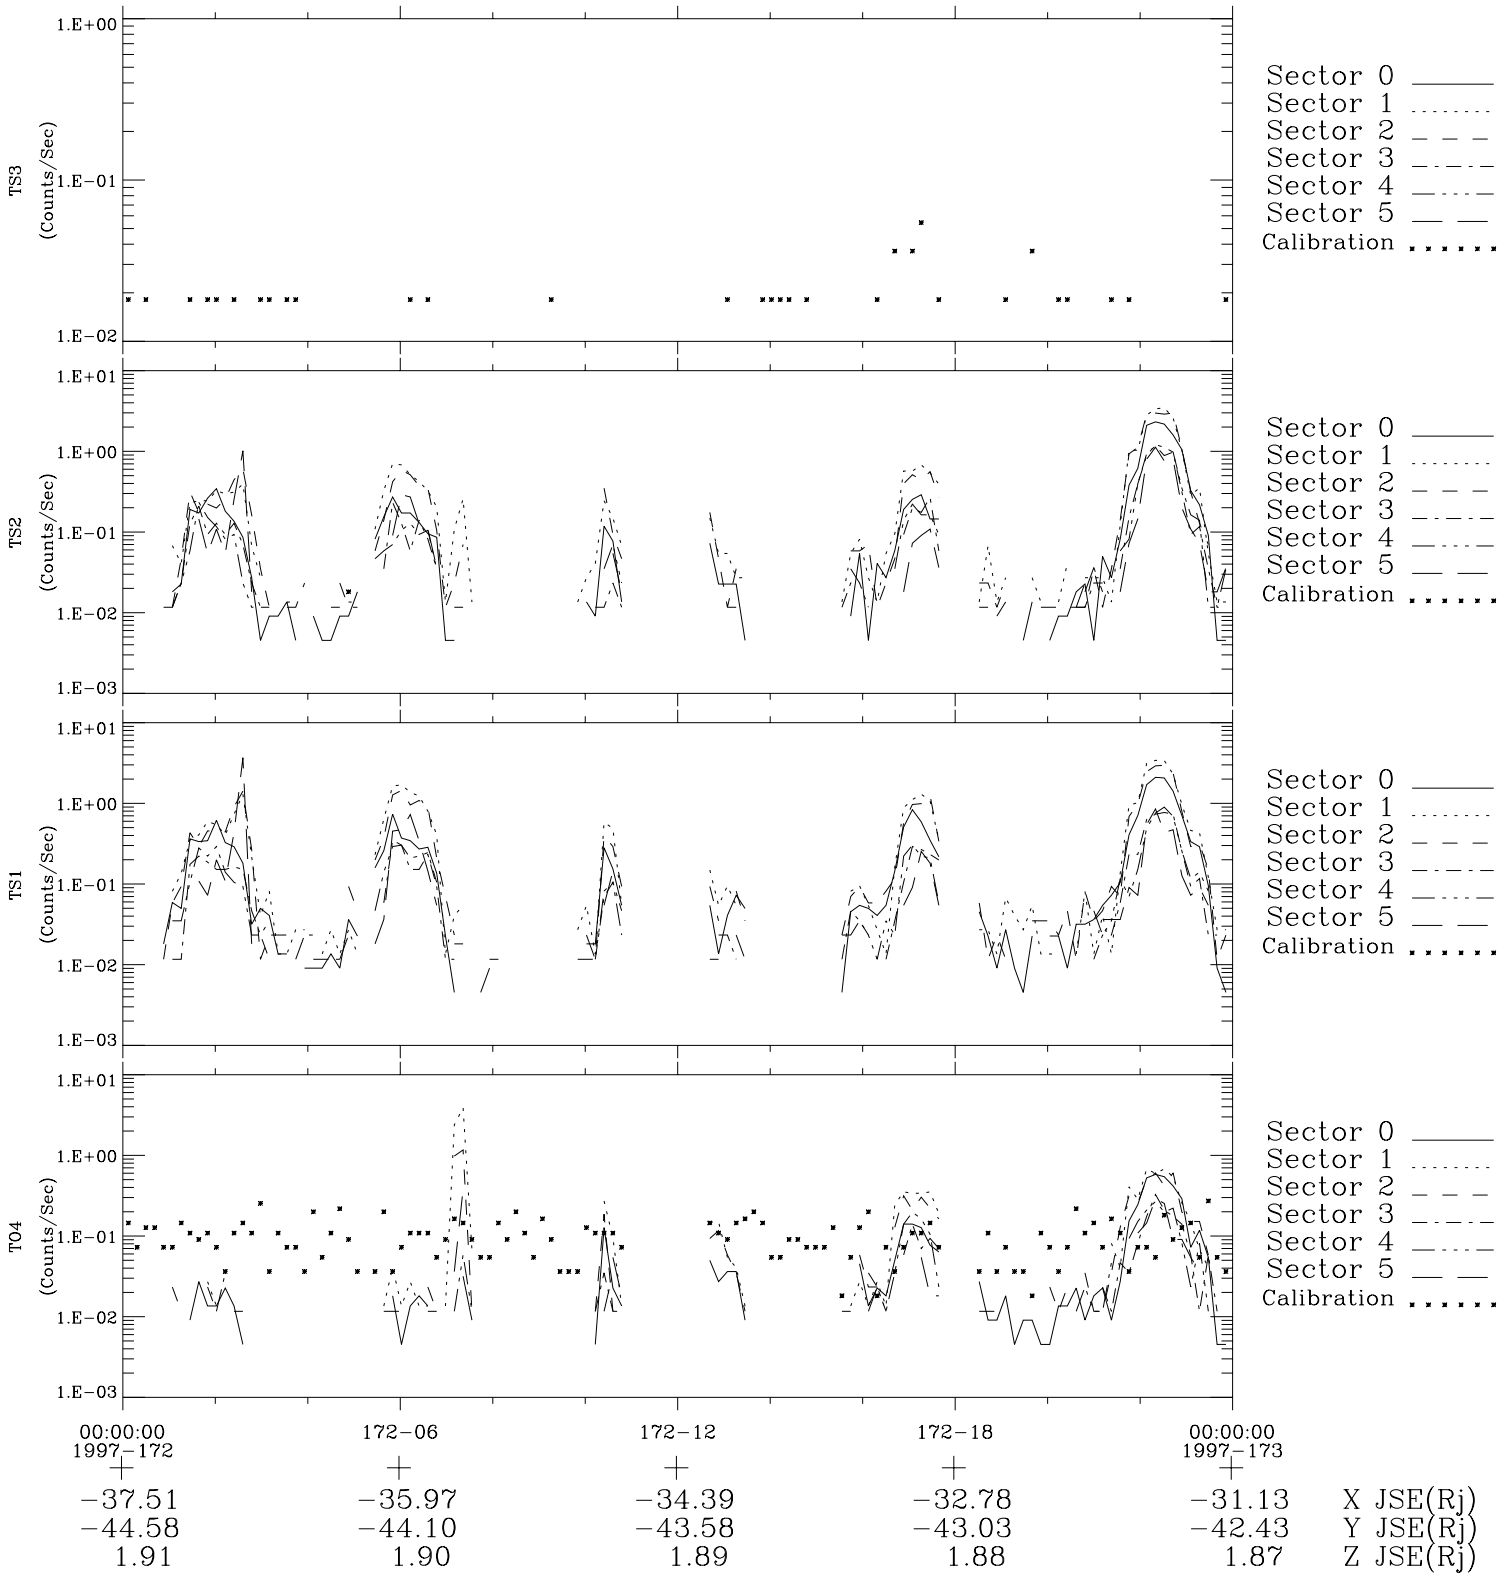 1.E+00
TS3
(Counts/Sec)
1.E-01
1.E-02
Sector 0
Sector 1
Sector 2
Sector 3
Sector 4
Sector 5
Calibration
1.E+01
1.E+00
TS2
(Counts/Sec)
1.E-01
1.E-02
1.E-03
Sector 0
Sector 1
Sector 2
Sector 3
Sector 4
Sector 5
Calibration
1.E+01
1.E+00
TS1
(Counts/Sec)
1.E-01
1.E-02
1.E-03
Sector 0
Sector 1
Sector 2
Sector 3
Sector 4
Sector 5
Calibration
1.E+01
1.E+00
TO4
(Counts/Sec)
1.E-01
1.E-02
1.E-03
Sector 0
Sector 1
Sector 2
Sector 3
Sector 4
Sector 5
Calibration
00:00:00 172-06 172-12 172-18 00:00:00
1997-172 1997-173
-37.51 -35.97 -34.39 -32.78 -31.13 X JSE(Rj)
-44.58 -44.10 -43.58 -43.03 -42.43 Y JSE(Rj)
1.91 1.90 1.89 1.88 1.87 Z JSE(Rj)